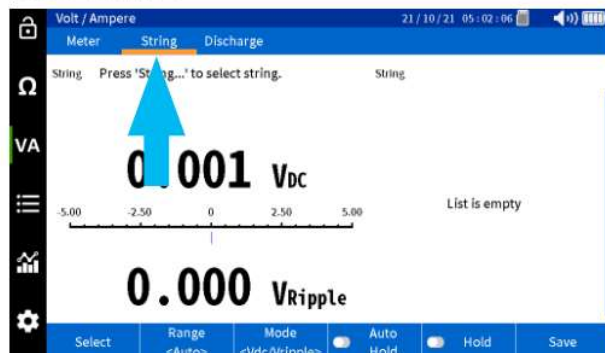 Volt / Ampere 21/10/21 05:02:06
Meter String Discharge
String Press 'String...' to select string. String
Ω
VA
0.001 VDC
-5.00 -2.50 0 2.50 5.00
List is empty
0.000 VRipple
Select Range <Auto> Mode <Vdc/Vripple> Auto Hold Hold Save